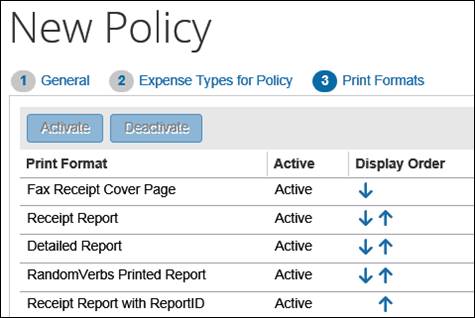 New Policy
1 General 2 Expense Types for Policy 3 Print Formats
Activate Deactivate
Print Format Active Display Order
Fax Receipt Cover Page Active
Receipt Report Active
Detailed Report Active
RandomVerbs Printed Report Active
Receipt Report with ReportID Active